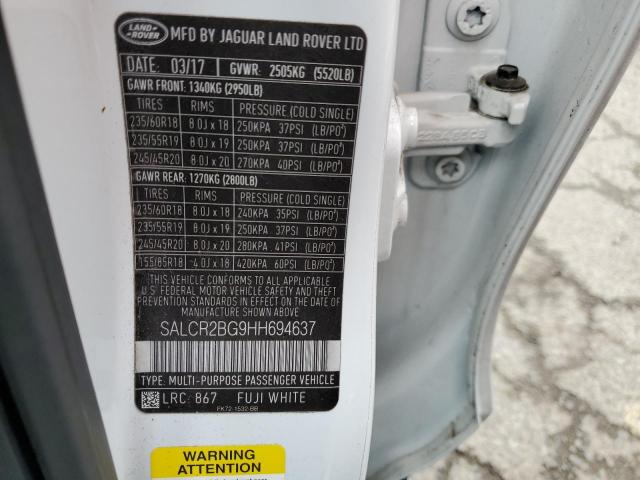 LAND ROVER
MFD BY JAGUAR LAND ROVER LTD
DATE: 03/17 GVWR: 2505KG (5520LB)
GAWR FRONT: 1340KG (2950LB)
TIRES RIMS PRESSURE (COLD SINGLE)
235/60R18 8.0J x 18 250KPA 37PSI (LB/PO²)
235/55R19 8.0J x 19 250KPA 37PSI (LB/PO²)
245/45R20 8.0J x 20 270KPA 40PSI (LB/PO²)
GAWR REAR: 1270KG (2800LB)
TIRES RIMS PRESSURE (COLD SINGLE)
235/60R18 8.0J x 18 240KPA 35PSI (LB/PO²)
235/55R19 8.0J x 19 250KPA 37PSI (LB/PO²)
245/45R20 8.0J x 20 280KPA 41PSI (LB/PO²)
155/85R18 4.0J x 18 420KPA 60PSI (LB/PO²)
THIS VEHICLE CONFORMS TO ALL APPLICABLE
U S FEDERAL MOTOR VEHICLE SAFETY AND THEFT
PREVENTION STANDARDS IN EFFECT ON THE DATE OF
MANUFACTURE SHOWN ABOVE
SALCR2BG9HH694637
TYPE: MULTI-PURPOSE PASSENGER VEHICLE
LRC: 867 FUJI WHITE
FK72-1532-BB
WARNING
ATTENTION